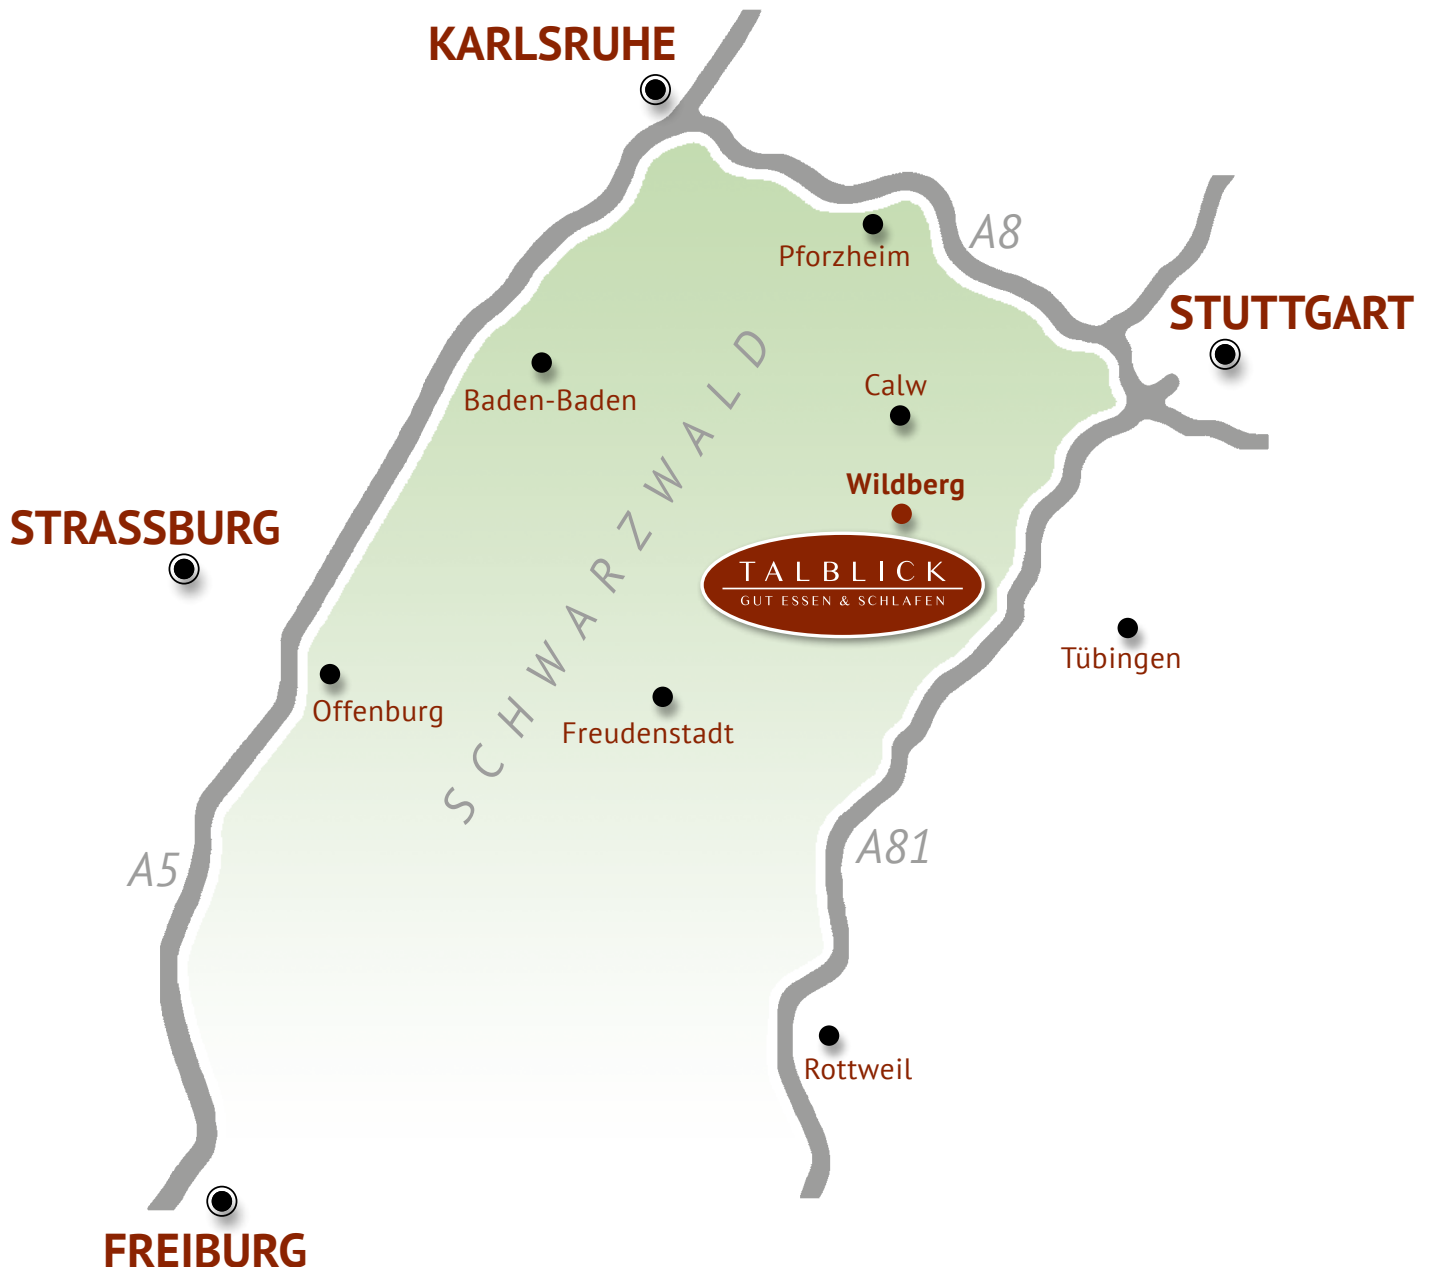 KARLSRUHE
A8
Pforzheim
STUTTGART
Baden-Baden
Calw
SCHWARZWALD
Wildberg
STRASSBURG
TALBLICK
GUT ESSEN & SCHLAFEN
Tübingen
Offenburg
Freudenstadt
A5
A81
Rottweil
FREIBURG